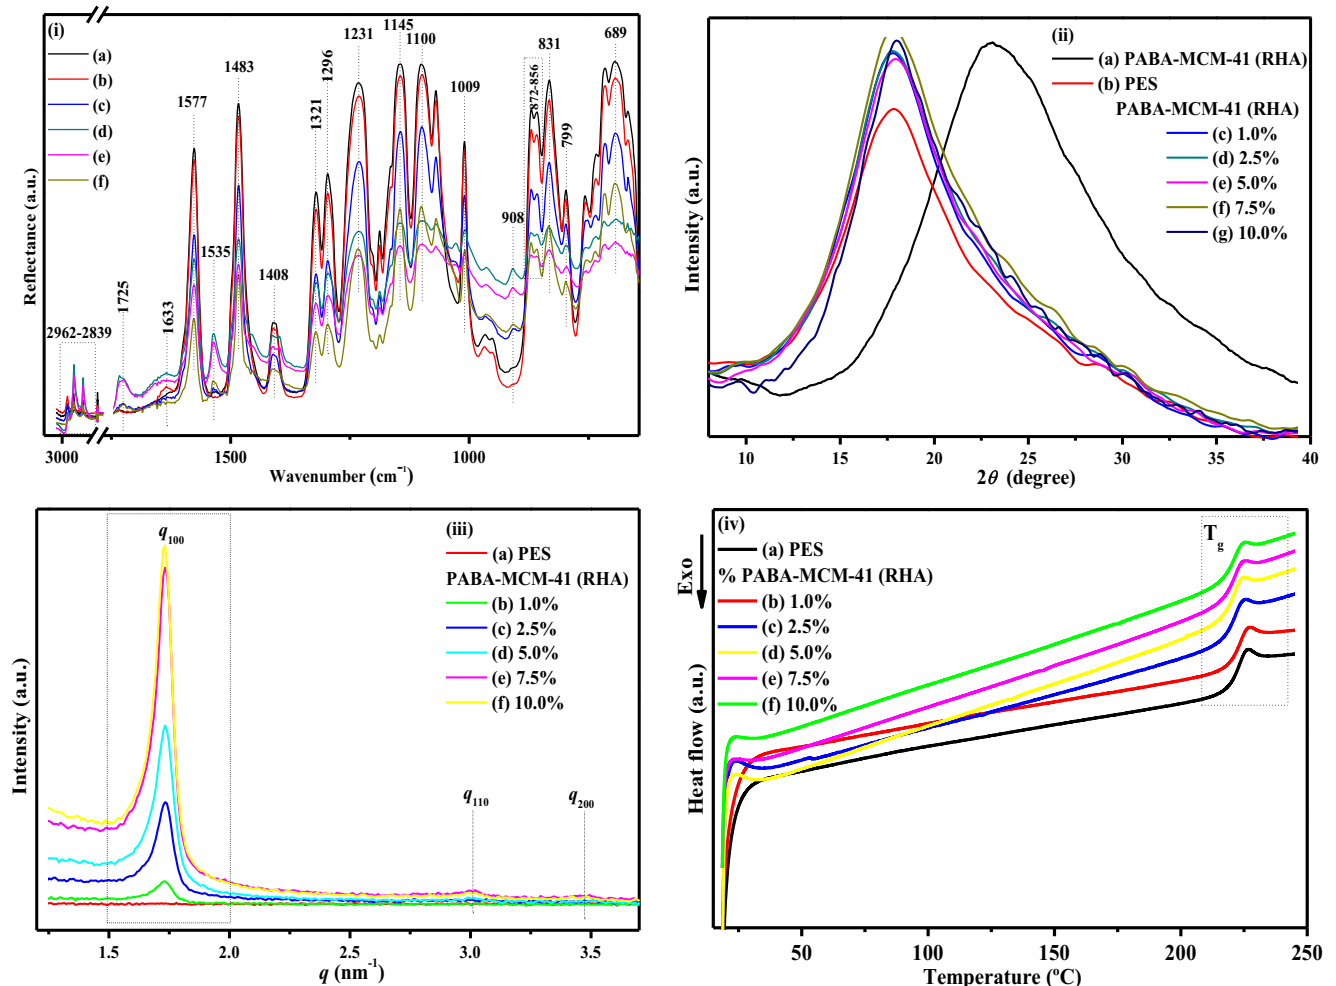 (i)
(a)
(b)
(c)
(d)
(e)
(f)
2962-2839
1725
1633
1577
1535
1483
1408
1321
1296
1231
1145
1100
1009
908
872-856
831
799
689
Reflectance (a.u.)
3000 1500 1000
Wavenumber (cm⁻¹)
(ii)
(a) PABA-MCM-41 (RHA)
(b) PES
PABA-MCM-41 (RHA)
(c) 1.0%
(d) 2.5%
(e) 5.0%
(f) 7.5%
(g) 10.0%
Intensity (a.u.)
10 15 20 25 30 35 40
2θ (degree)
(iii)
q100
(a) PES
PABA-MCM-41 (RHA)
(b) 1.0%
(c) 2.5%
(d) 5.0%
(e) 7.5%
(f) 10.0%
q110
q200
Intensity (a.u.)
1.5 2.0 2.5 3.0 3.5
q (nm⁻¹)
(iv)
(a) PES
% PABA-MCM-41 (RHA)
(b) 1.0%
(c) 2.5%
(d) 5.0%
(e) 7.5%
(f) 10.0%
Tg
Exo
Heat flow (a.u.)
50 100 150 200 250
Temperature (ºC)